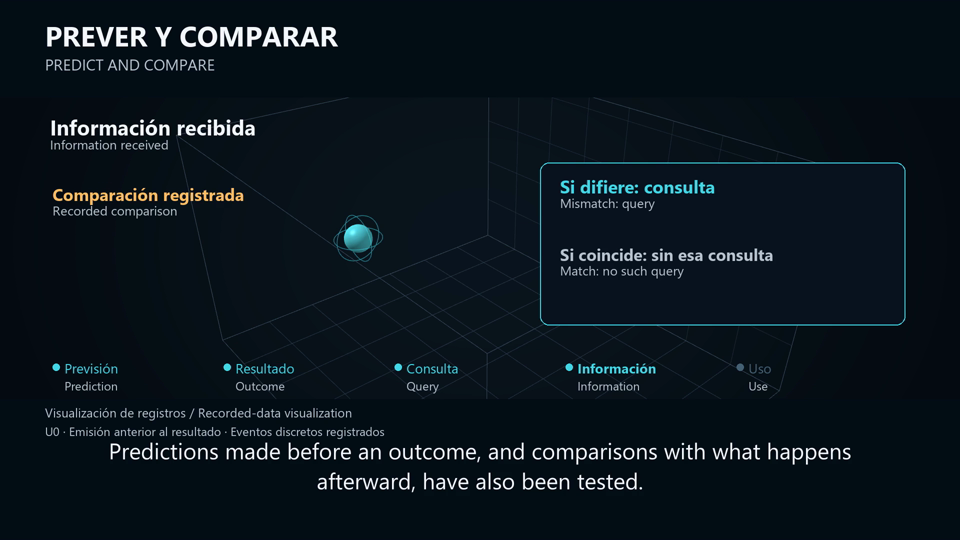 PREVER Y COMPARAR
PREDICT AND COMPARE
Información recibida
Information received
Comparación registrada
Recorded comparison
Si difiere: consulta
Mismatch: query
Si coincide: sin esa consulta
Match: no such query
Previsión
Prediction
Resultado
Outcome
Consulta
Query
Información
Information
Uso
Use
Visualización de registros / Recorded-data visualization
U0 · Emisión anterior al resultado · Eventos discretos registrados
Predictions made before an outcome, and comparisons with what happens
afterward, have also been tested.